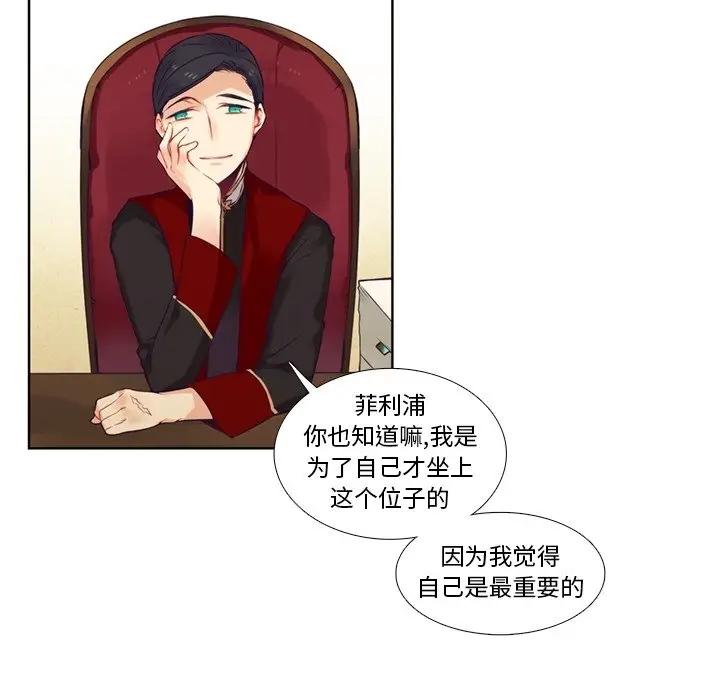 菲利浦
你也知道嘛,我是
为了自己才坐上
这个位子的
因为我觉得
自己是最重要的